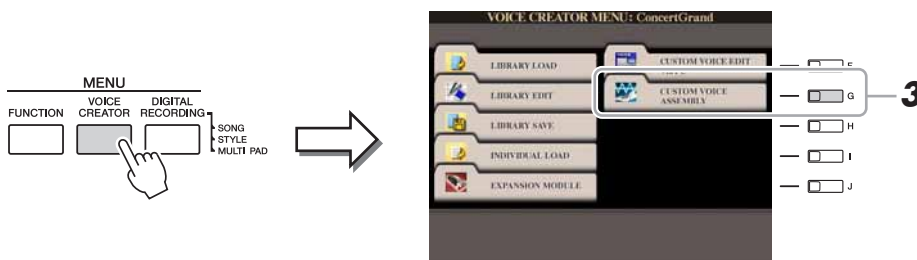 MENU
FUNCTION
VOICE
CREATOR
DIGITAL
RECORDING
SONG
STYLE
MULTI PAD
VOICE CREATOR MENU: ConcertGrand
LIBRARY LOAD
LIBRARY EDIT
LIBRARY SAVE
INDIVIDUAL LOAD
EXPANSION MODULE
CUSTOM VOICE EDIT
CUSTOM VOICE
ASSEMBLY
F
G
H
I
J
3